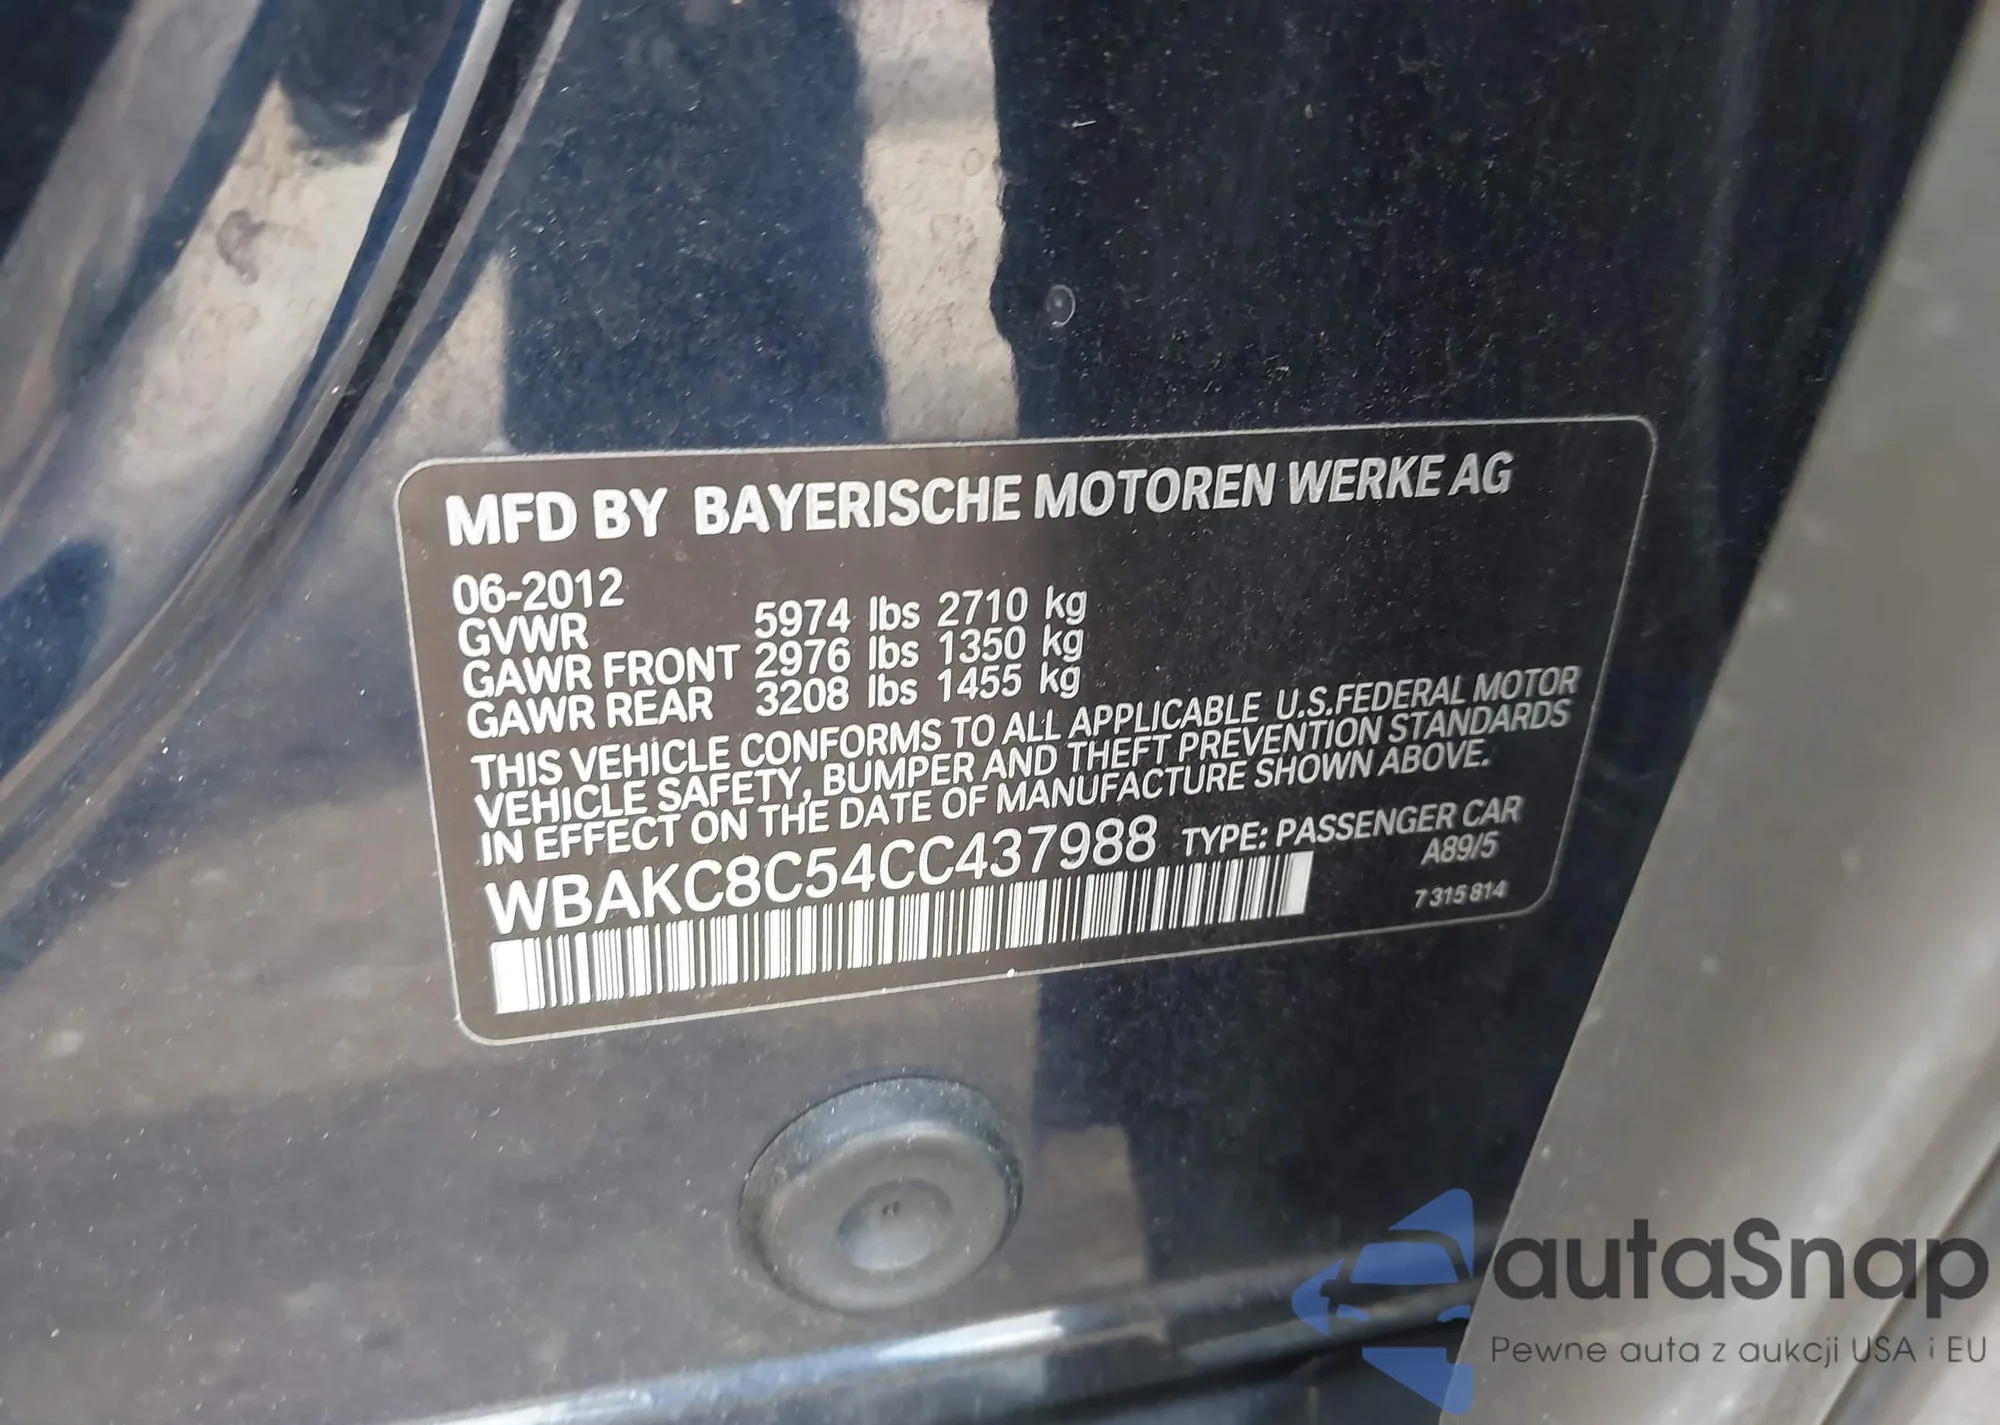 MFD BY BAYERISCHE MOTOREN WERKE AG
06-2012
GVWR 5974 lbs 2710 kg
GAWR FRONT 2976 lbs 1350 kg
GAWR REAR 3208 lbs 1455 kg
THIS VEHICLE CONFORMS TO ALL APPLICABLE U.S.FEDERAL MOTOR
VEHICLE SAFETY, BUMPER AND THEFT PREVENTION STANDARDS
IN EFFECT ON THE DATE OF MANUFACTURE SHOWN ABOVE.
WBAKC8C54CC437988 TYPE: PASSENGER CAR
A89/5
7 315 814
autaSnap
Pewne auta z aukcji USA i EU